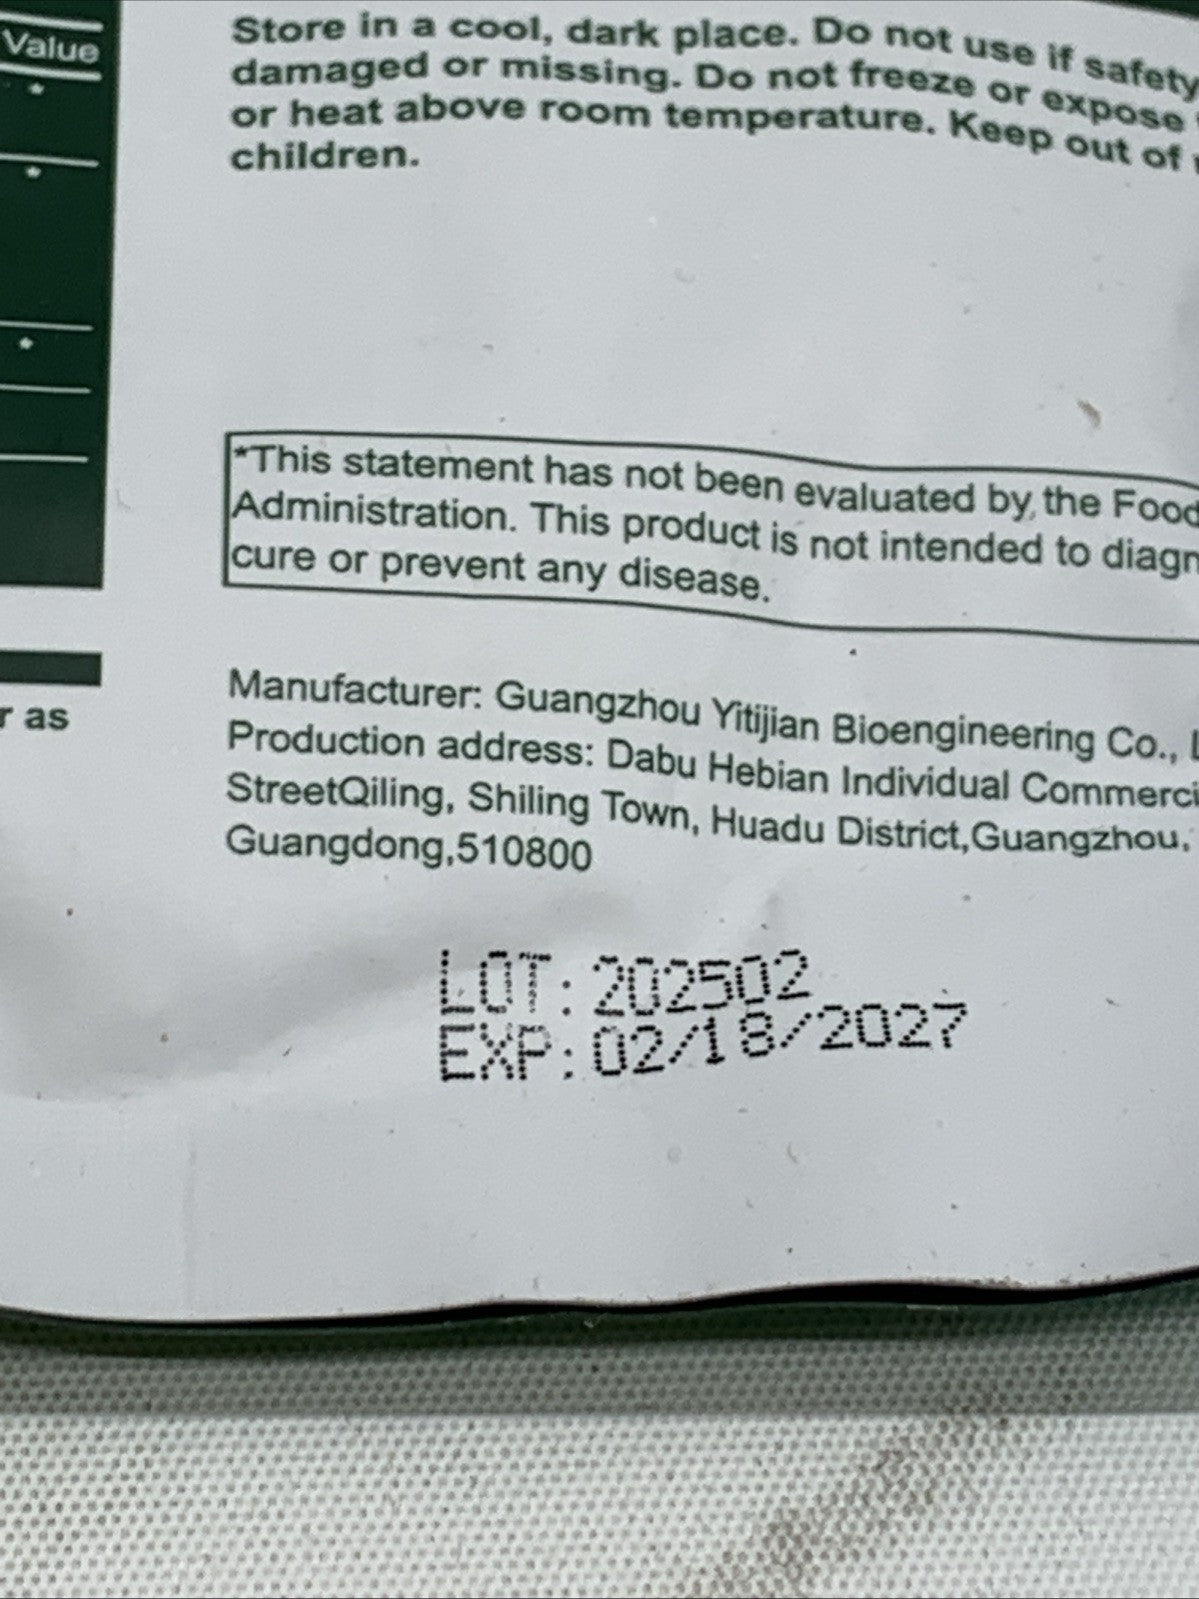 Value
*
*
*
r as
Store in a cool, dark place. Do not use if safety
damaged or missing. Do not freeze or expose
or heat above room temperature. Keep out of
children.
*This statement has not been evaluated by the Food
Administration. This product is not intended to diagn
cure or prevent any disease.
Manufacturer: Guangzhou Yitijian Bioengineering Co., L
Production address: Dabu Hebian Individual Commerci
StreetQiling, Shiling Town, Huadu District,Guangzhou,
Guangdong,510800
LOT: 202502
EXP: 02/18/2027